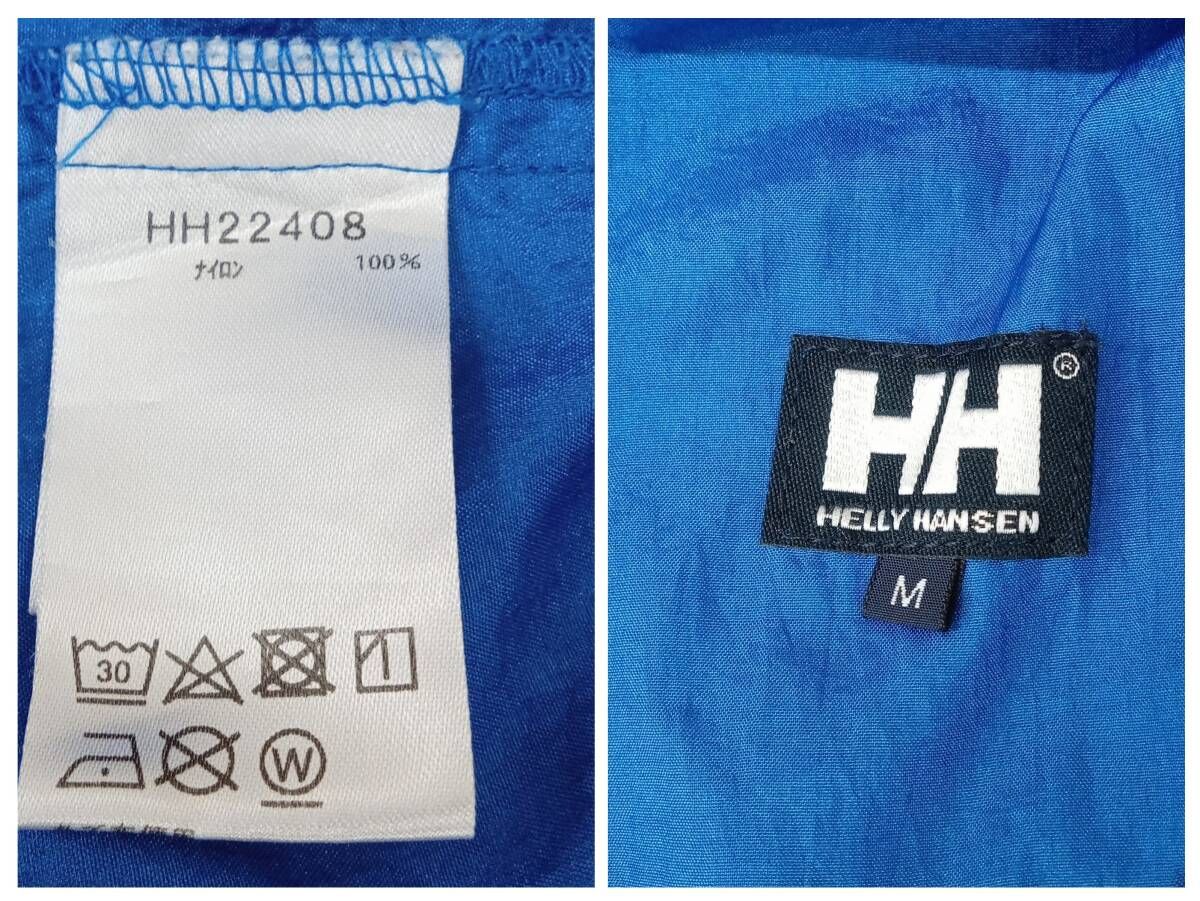 HH22408
ﾅｲﾛﾝ 100%
30
W
HH®
HELLY HANSEN
M